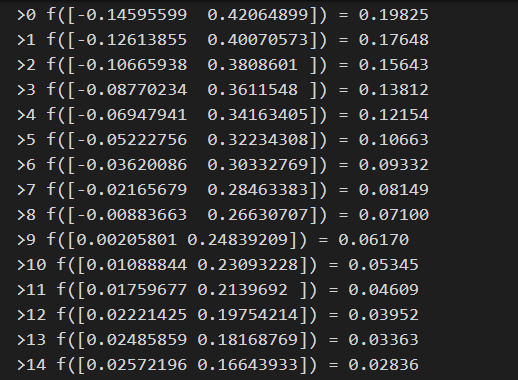 >0 f([-0.14595599  0.42064899]) = 0.19825
>1 f([-0.12613855  0.40070573]) = 0.17648
>2 f([-0.10665938  0.3808601 ]) = 0.15643
>3 f([-0.08770234  0.3611548 ]) = 0.13812
>4 f([-0.06947941  0.34163405]) = 0.12154
>5 f([-0.05222756  0.32234308]) = 0.10663
>6 f([-0.03620086  0.30332769]) = 0.09332
>7 f([-0.02165679  0.28463383]) = 0.08149
>8 f([-0.00883663  0.26630707]) = 0.07100
>9 f([0.00205801 0.24839209]) = 0.06170
>10 f([0.01088844 0.23093228]) = 0.05345
>11 f([0.01759677 0.2139692 ]) = 0.04609
>12 f([0.02221425 0.19754214]) = 0.03952
>13 f([0.02485859 0.18168769]) = 0.03363
>14 f([0.02572196 0.16643933]) = 0.02836